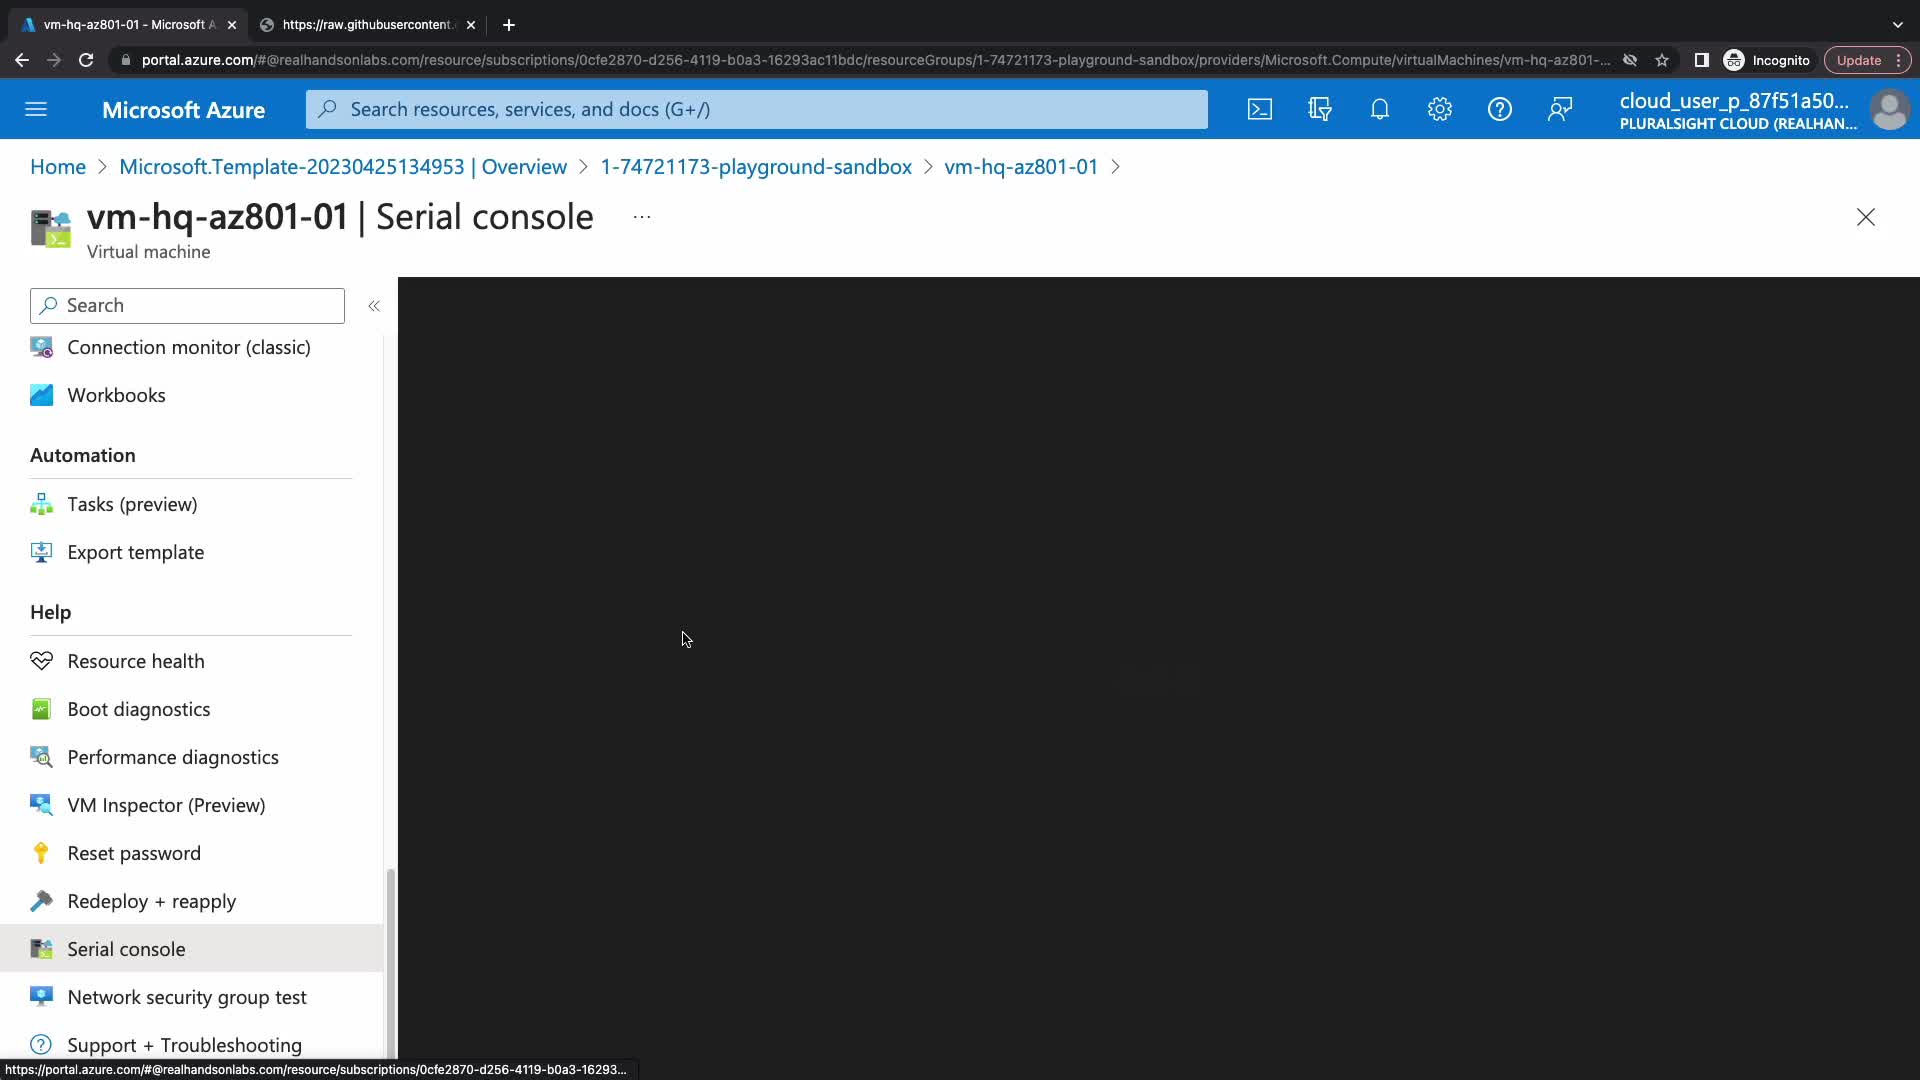 vm-hq-az801-01 - Microsoft A
https://raw.githubusercontent.
portal.azure.com/#@realhandsonlabs.com/resource/subscriptions/0cfe2870-d256-4119-b0a3-16293ac11bdc/resourceGroups/1-74721173-playground-sandbox/providers/Microsoft.Compute/virtualMachines/vm-hq-az801-...
Incognito
Update
Microsoft Azure
Search resources, services, and docs (G+/)
cloud_user_p_87f51a50...
PLURALSIGHT CLOUD (REALHAN...
Home > Microsoft.Template-20230425134953 | Overview > 1-74721173-playground-sandbox > vm-hq-az801-01 >
vm-hq-az801-01 | Serial console ...
Virtual machine
Search
Connection monitor (classic)
Workbooks
Automation
Tasks (preview)
Export template
Help
Resource health
Boot diagnostics
Performance diagnostics
VM Inspector (Preview)
Reset password
Redeploy + reapply
Serial console
Network security group test
Support + Troubleshooting
https://portal.azure.com/#@realhandsonlabs.com/resource/subscriptions/0cfe2870-d256-4119-b0a3-16293...